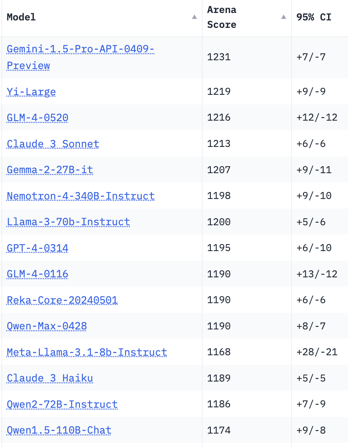 Model ▲ Arena Score ▲ 95% CI
Gemini-1.5-Pro-API-0409-Preview 1231 +7/-7
Yi-Large 1219 +9/-9
GLM-4-0520 1216 +12/-12
Claude 3 Sonnet 1213 +6/-6
Gemma-2-27B-it 1207 +9/-11
Nemotron-4-340B-Instruct 1198 +9/-10
Llama-3-70b-Instruct 1200 +5/-6
GPT-4-0314 1195 +6/-10
GLM-4-0116 1190 +13/-12
Reka-Core-20240501 1190 +6/-6
Qwen-Max-0428 1190 +8/-7
Meta-Llama-3.1-8b-Instruct 1168 +28/-21
Claude 3 Haiku 1189 +5/-5
Qwen2-72B-Instruct 1186 +7/-9
Qwen1.5-110B-Chat 1174 +9/-8